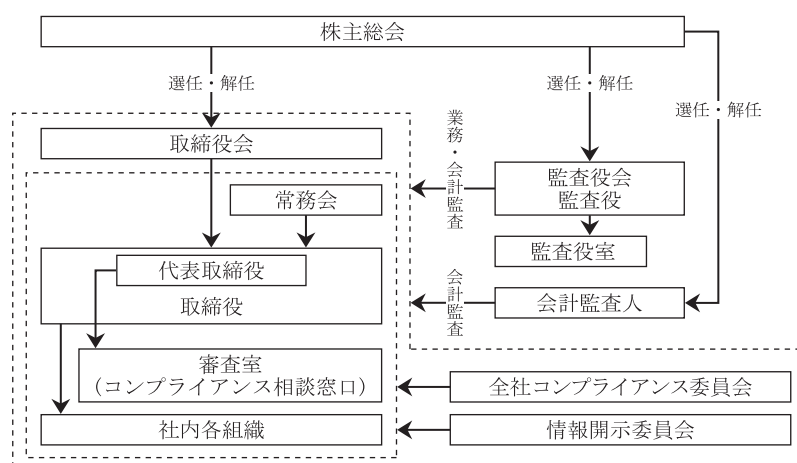 株主総会
選任・解任
選任・解任
選任・解任
取締役会
業務・会計監査
監査役会
監査役
常務会
監査役室
代表取締役
取締役
会計監査
会計監査人
審査室
（コンプライアンス相談窓口）
全社コンプライアンス委員会
社内各組織
情報開示委員会